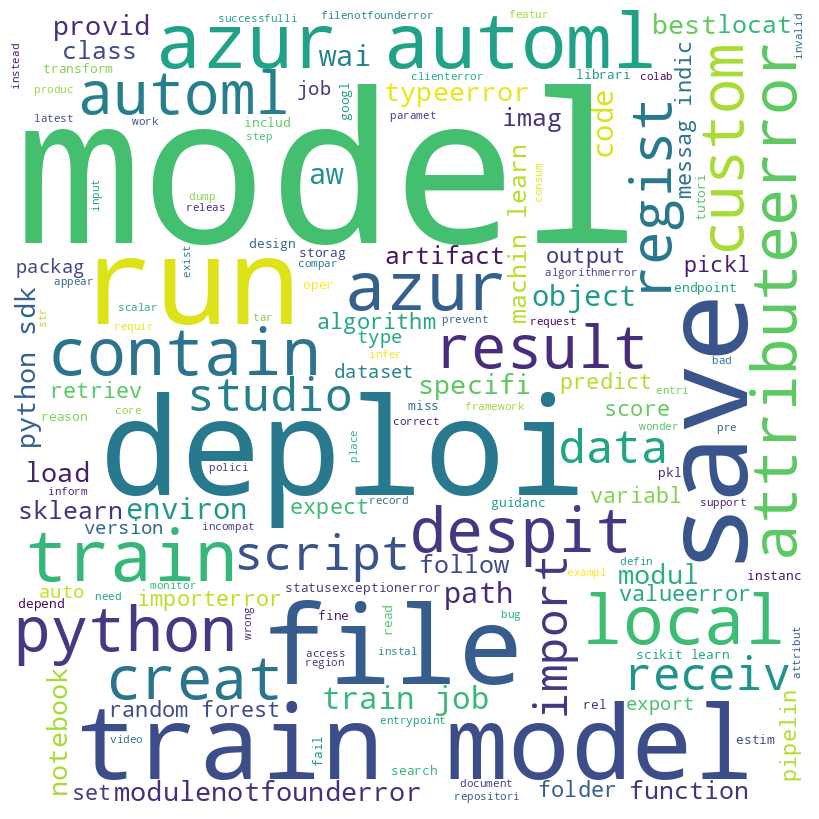 successfulli
filenotfounderror
featur
instead
provid
azur
automl
best
locat
invalid
class
wai
transform
automl
job
googl
clienterror
librari
colab
messag indic
produc
typeerror
custom
latest
work
includ
paramet
imag
code
regist
attributeerror
step
model
aw
machin learn
consum
tutori
input
dump
releas
design
storag
compar
artifact
output
algorithmerror
pickl
packag
appear
exist
run
oper
azur
object
endpoint
python sdk
str
scalar
requir
tar
algorithm
type
prevent
request
save
contain
infer
result
bad
dataset
retriev
studio
specifi
predict
entri
reason
core
miss
correct
framework
score
wonder
pre
deploi
place
data
load
polici
pkl
inform
record
guidanc
variabl
support
sklearn
environ
expect
version
incompat
despit
train
script
follow
import
exampl
defin
modul
instanc
auto
monitor
need
statusexceptionerror
path
valueerror
depend
importerror
fine
read
bug
local
python
wrong
file
access
region
instal
scikit learn
attribut
creat
receiv
notebook
random forest
train job
entrypoint
rel
export
pipelin
video
fail
search
train model
estim
set
modulenotfounderror
document
repositori
folder
function